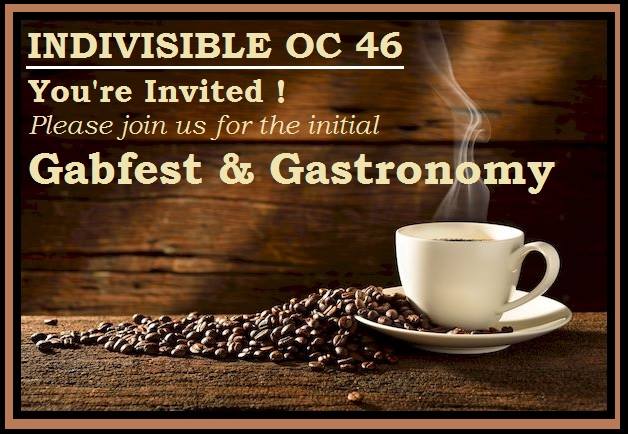 INDIVISIBLE OC 46
You're Invited !
Please join us for the initial
Gabfest & Gastronomy